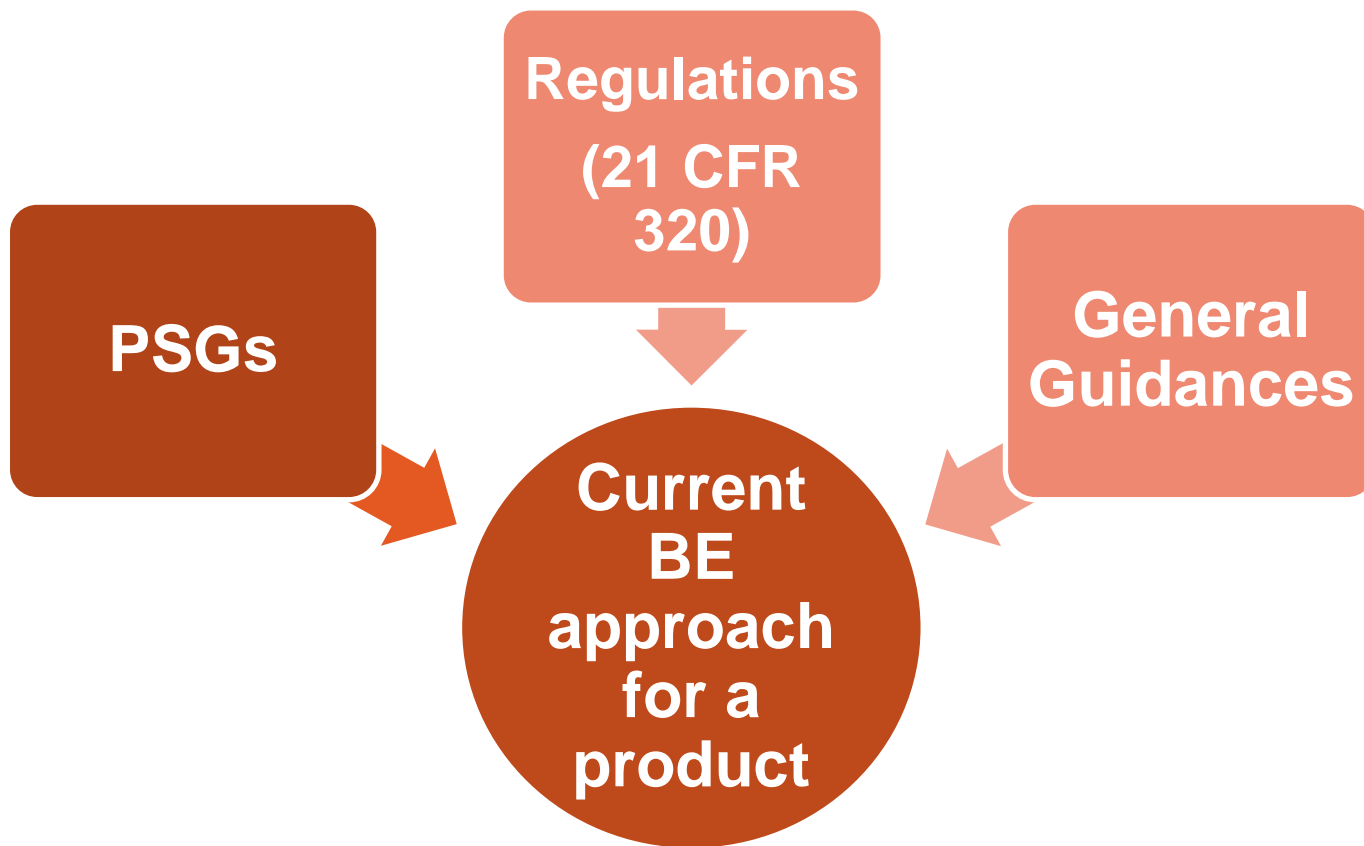 Regulations
(21 CFR
320)
PSGs
General
Guidances
Current
BE
approach
for a
product